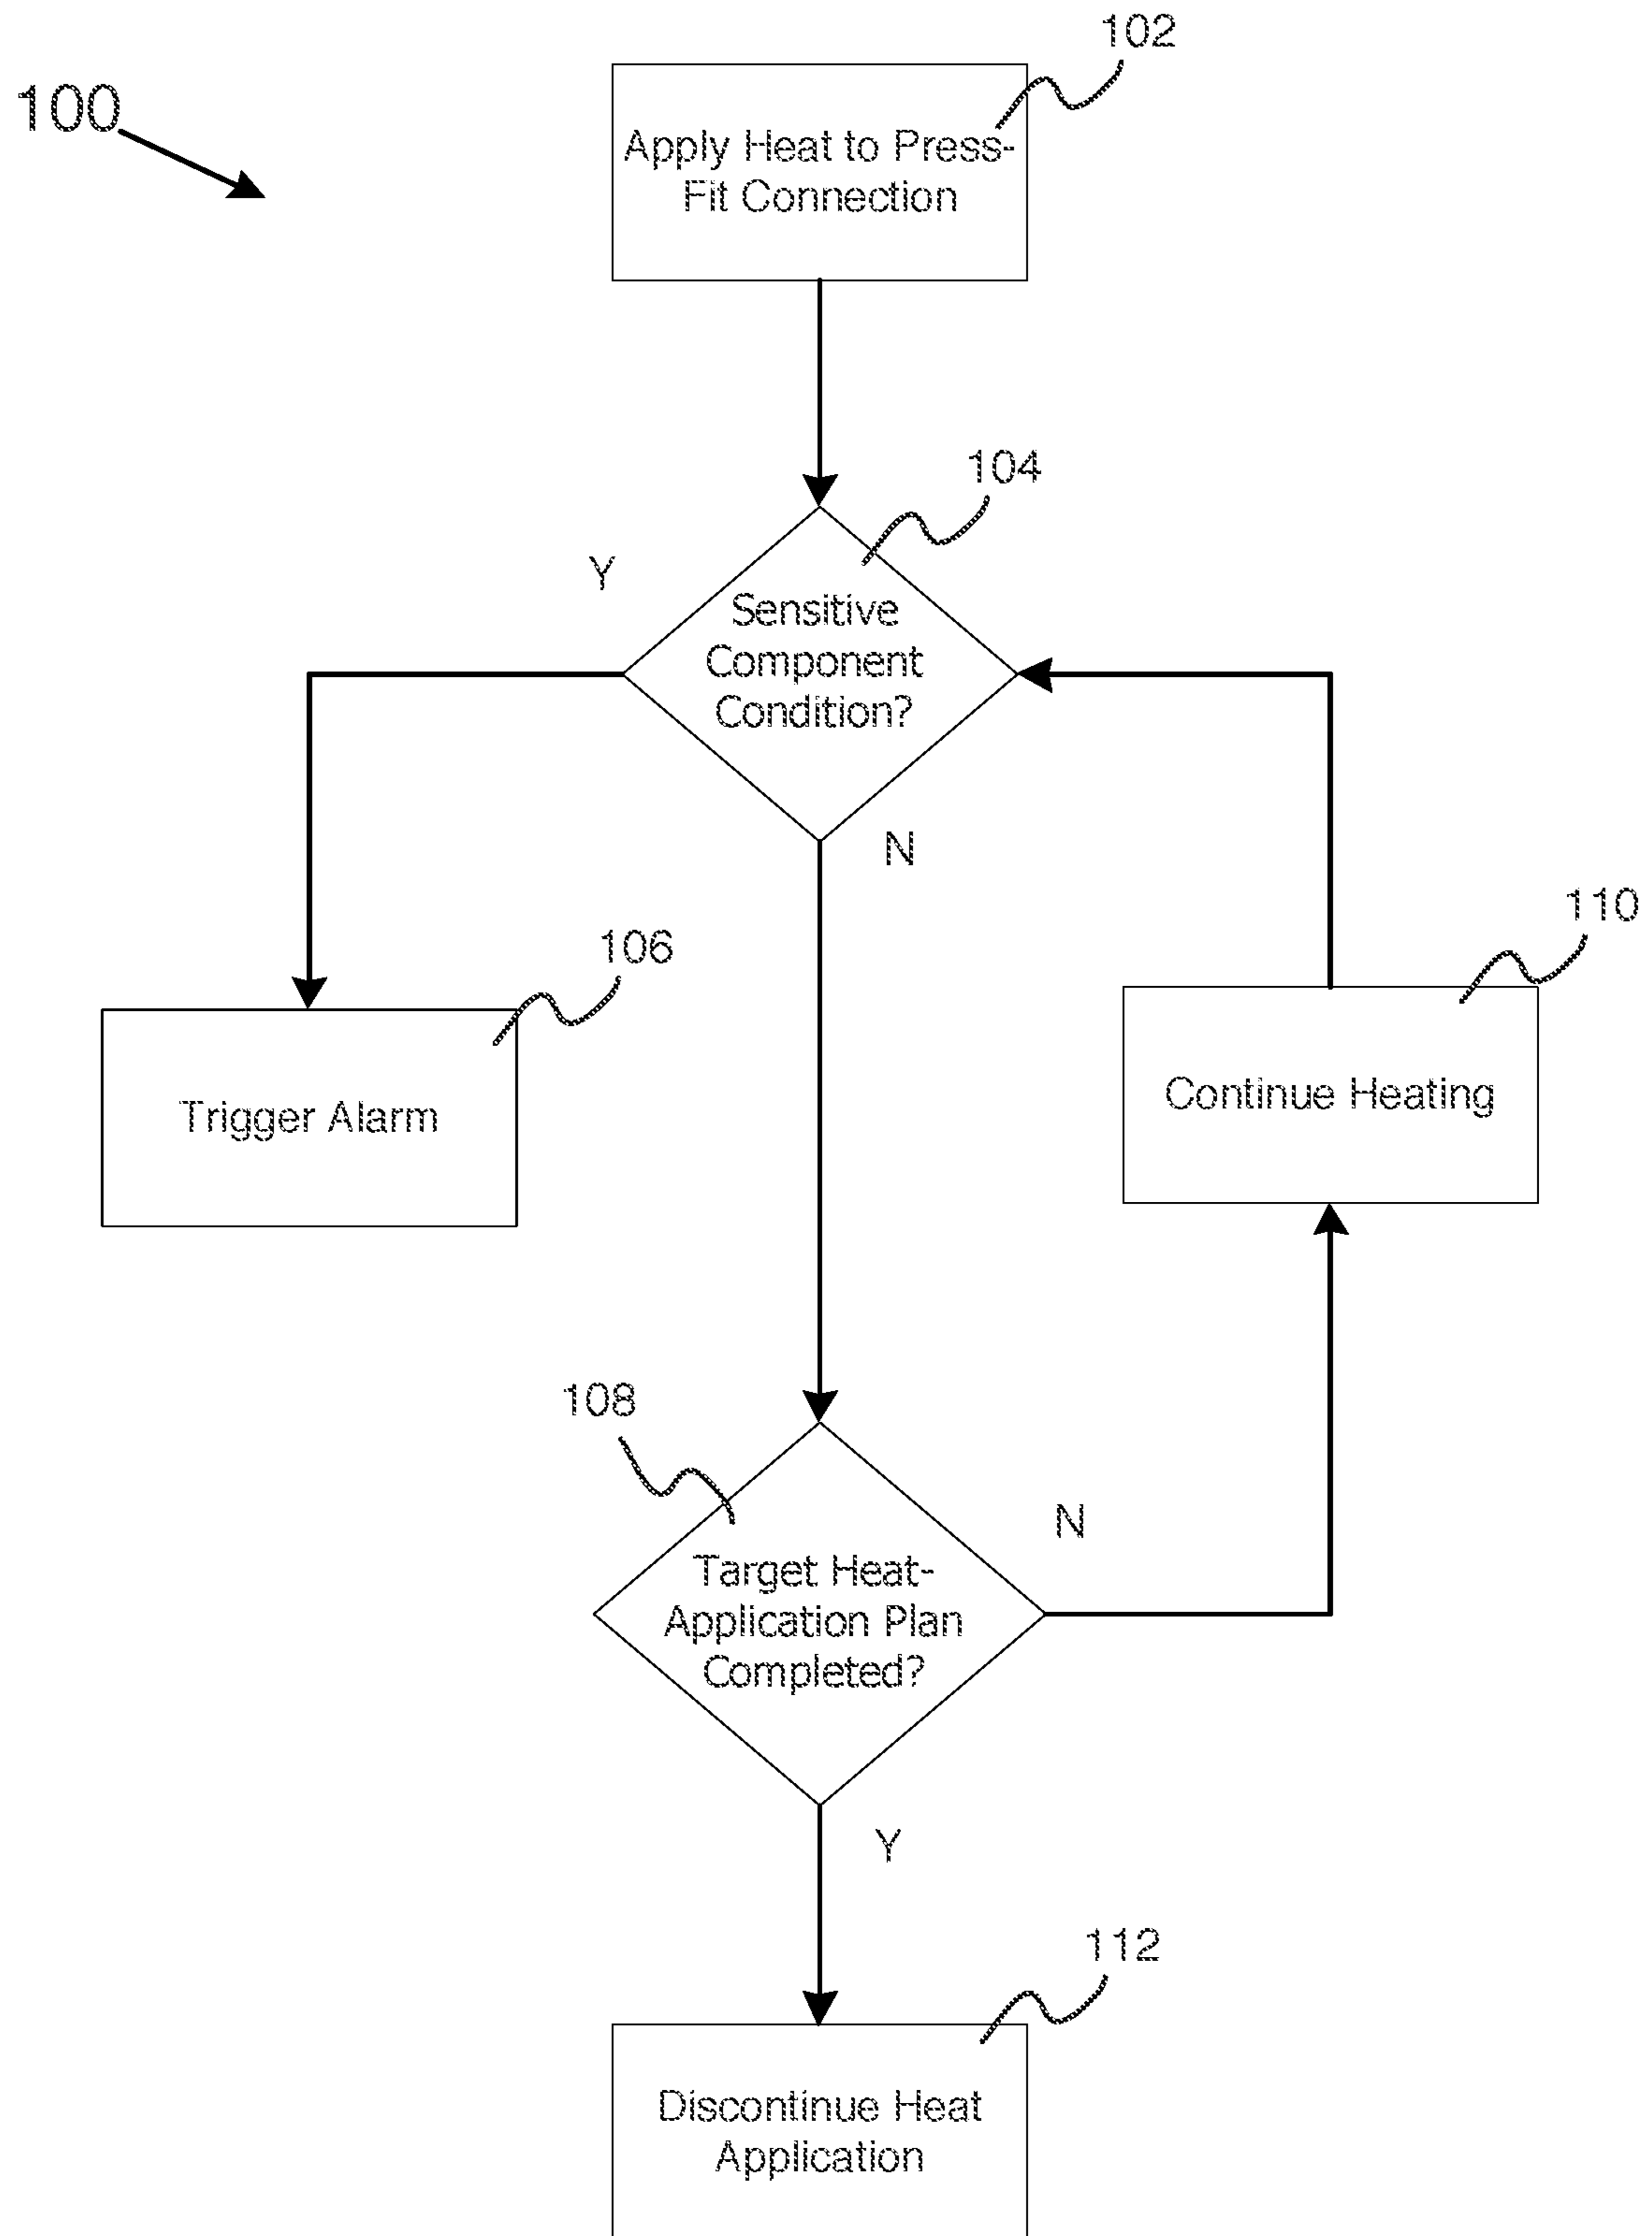 102
100
Apply Heat to Press-
Fit Connection
104
Y
Sensitive
Component
Condition?
N
110
106
Continue Heating
Trigger Alarm
108
N
Target Heat-
Application Plan
Completed?
Y
112
Discontinue Heat
Application